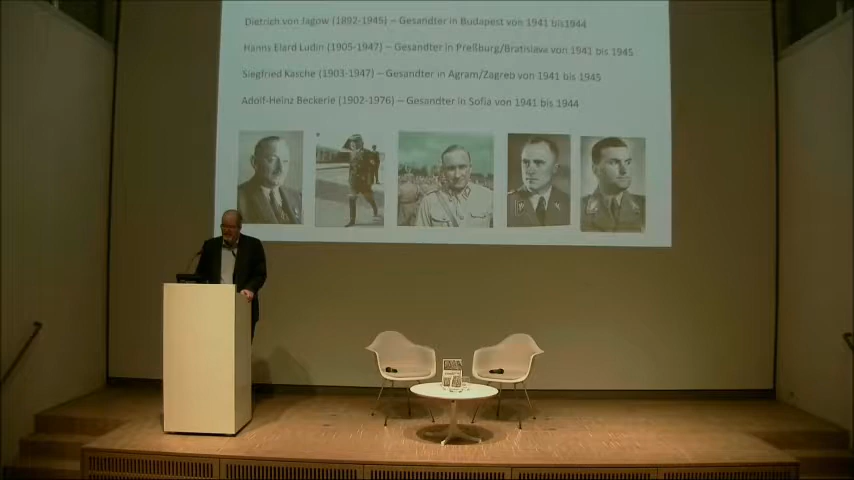 Dietrich von Jagow (1892-1945) – Gesandter in Budapest von 1941 bis1944
Hanns Elard Ludin (1905-1947) – Gesandter in Preßburg/Bratislava von 1941 bis 1945
Siegfried Kasche (1903-1947) – Gesandter in Agram/Zagreb von 1941 bis 1945
Adolf-Heinz Beckerle (1902-1976) – Gesandter in Sofia von 1941 bis 1944